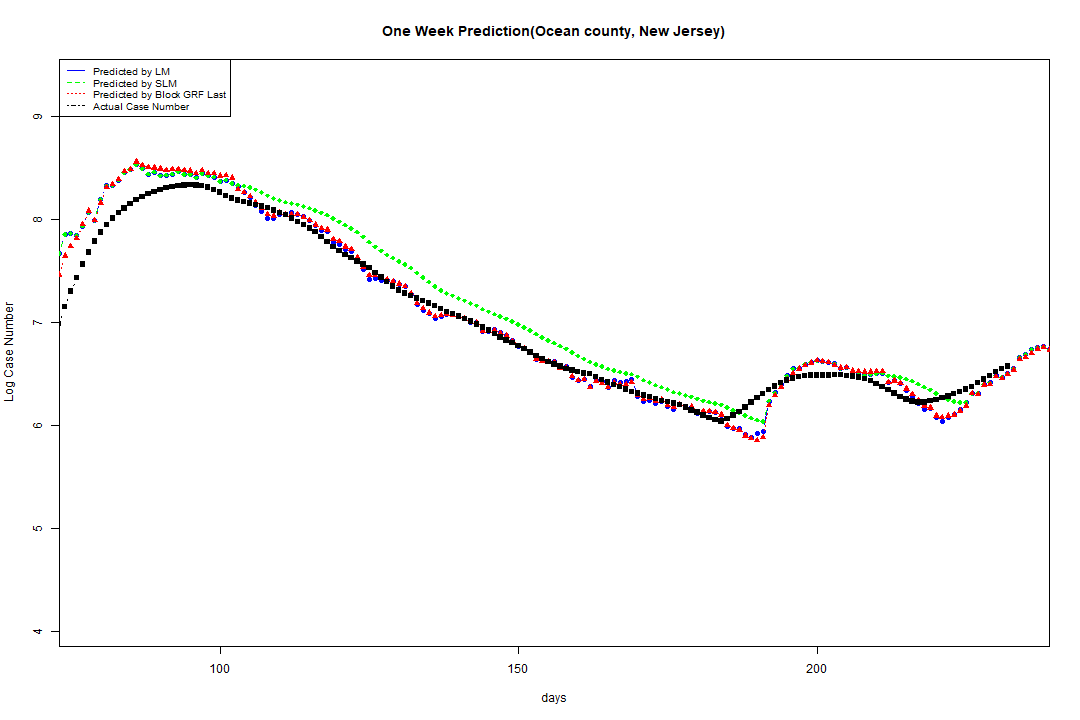 One Week Prediction(Ocean county, New Jersey)
Predicted by LM
Predicted by SLM
Predicted by Block GRF Last
Actual Case Number
9
8
7
6
5
4
Log Case Number
100 150 200
days